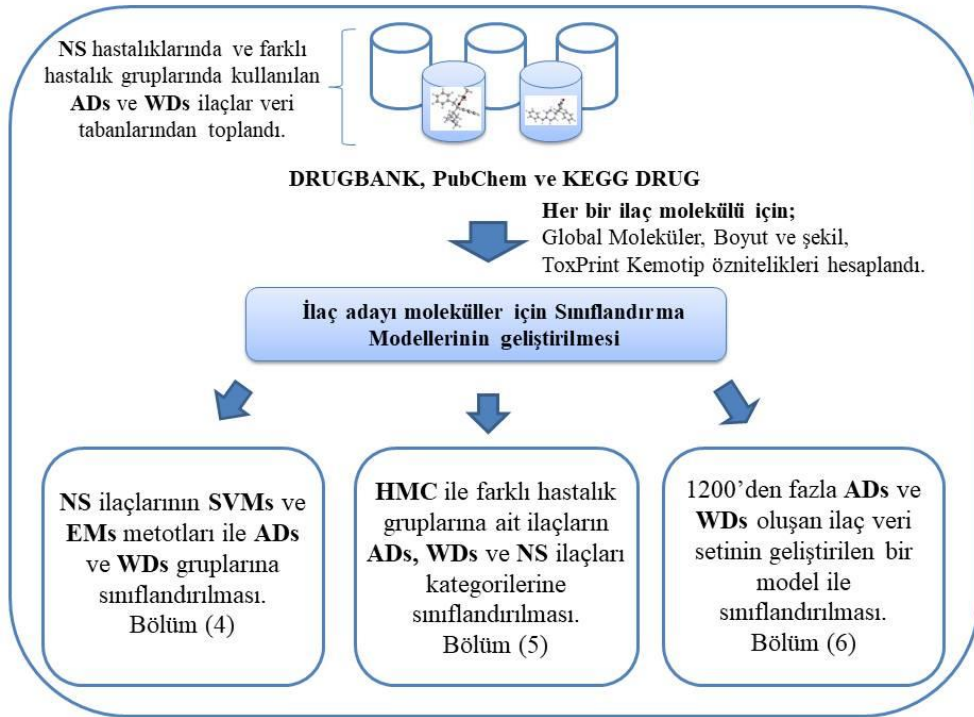 NS hastalıklarında ve farklı
hastalık gruplarında kullanılan
ADs ve WDs ilaçlar veri
tabanlarından toplandı.
DRUGBANK, PubChem ve KEGG DRUG
Her bir ilaç molekülü için;
Global Moleküler, Boyut ve şekil,
ToxPrint Kemotip öznitelikleri hesaplandı.
İlaç adayı moleküller için Sınıflandırma
Modellerinin geliştirilmesi
NS ilaçlarının SVMs ve
EMs metotları ile ADs
ve WDs gruplarına
sınıflandırılması.
Bölüm (4)
HMC ile farklı hastalık
gruplarına ait ilaçların
ADs, WDs ve NS ilaçları
kategorilerine
sınıflandırılması.
Bölüm (5)
1200’den fazla ADs ve
WDs oluşan ilaç veri
setinin geliştirilen bir
model ile
sınıflandırılması.
Bölüm (6)